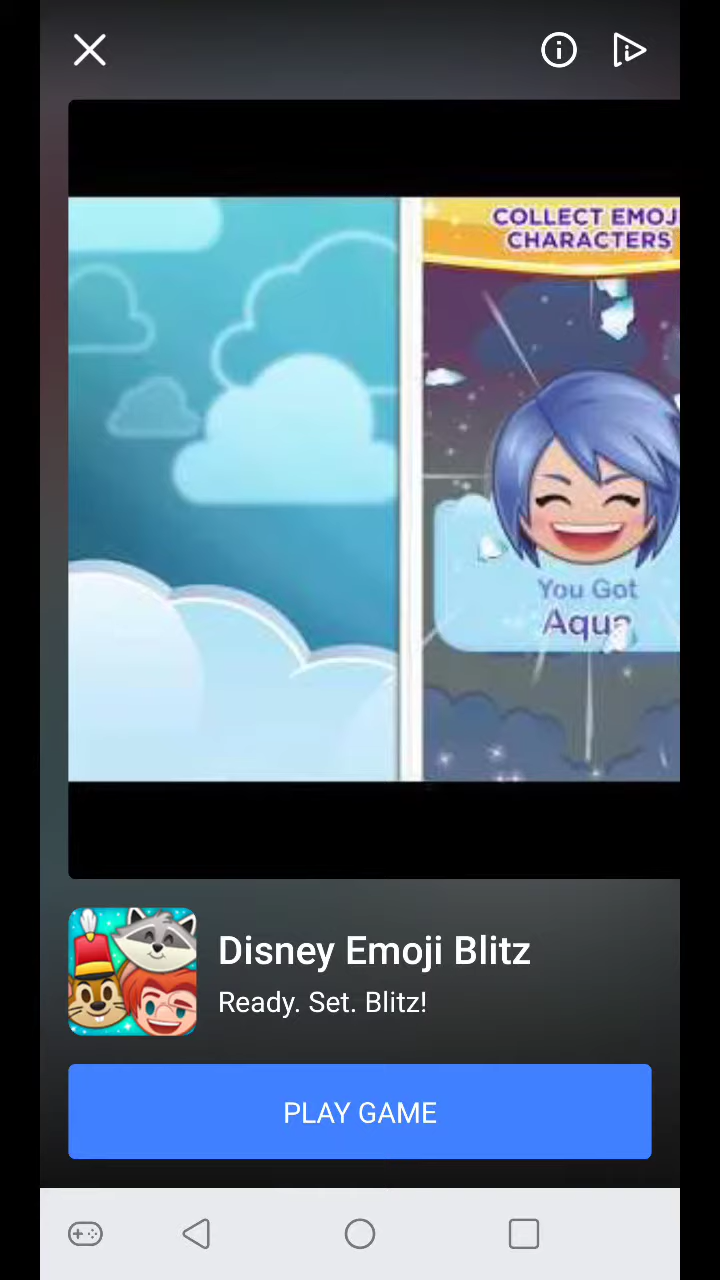 COLLECT EMOJ
CHARACTERS
You Got
Aqua
Disney Emoji Blitz
Ready. Set. Blitz!
PLAY GAME